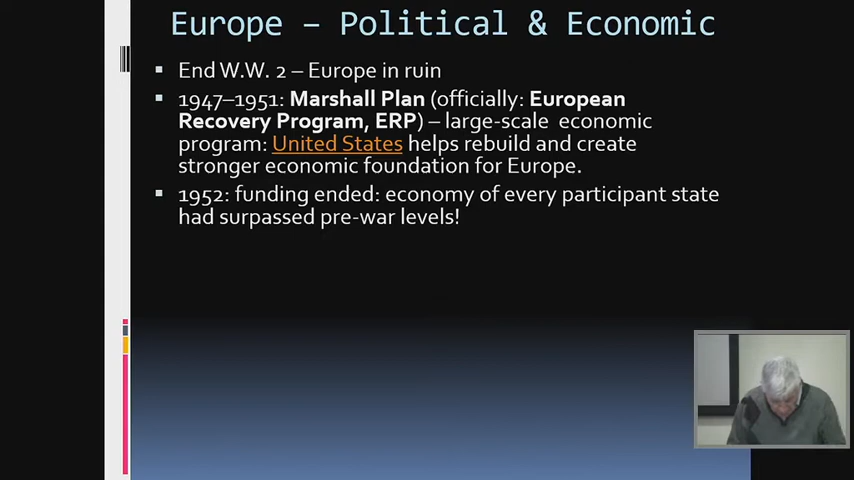 Europe – Political & Economic
End W.W. 2 – Europe in ruin
1947–1951: Marshall Plan (officially: European
Recovery Program, ERP) – large-scale economic
program: United States helps rebuild and create
stronger economic foundation for Europe.
1952: funding ended: economy of every participant state
had surpassed pre-war levels!